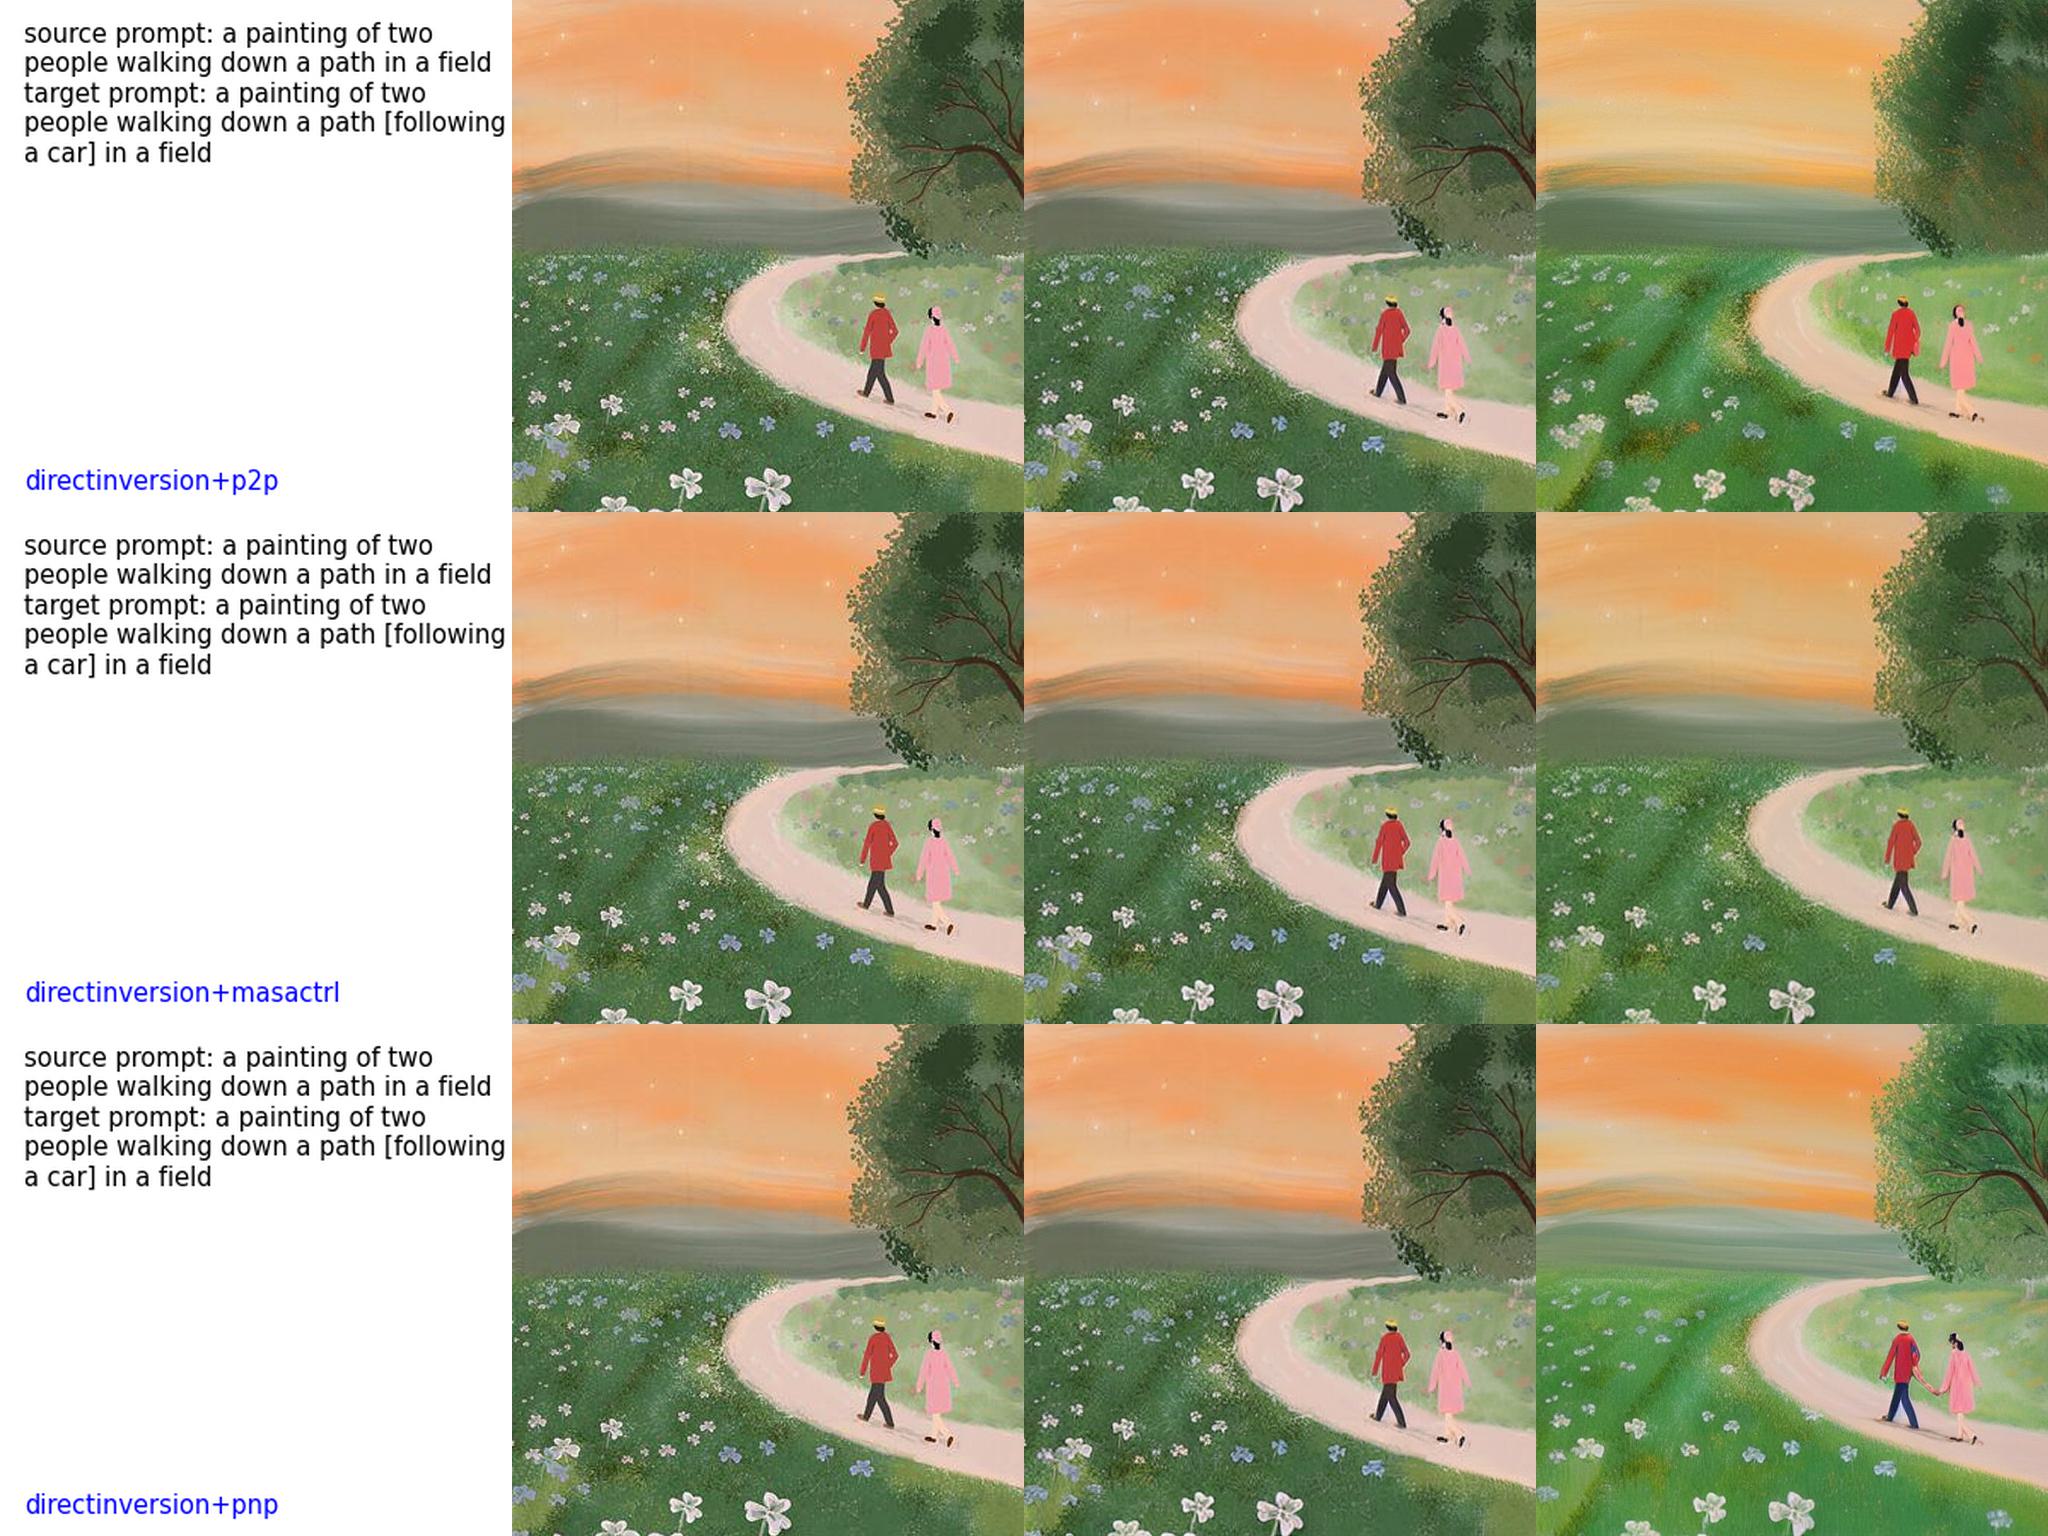 source prompt: a painting of two
people walking down a path in a field
target prompt: a painting of two
people walking down a path [following
a car] in a field
directinversion+p2p
source prompt: a painting of two
people walking down a path in a field
target prompt: a painting of two
people walking down a path [following
a car] in a field
directinversion+masactrl
source prompt: a painting of two
people walking down a path in a field
target prompt: a painting of two
people walking down a path [following
a car] in a field
directinversion+pnp